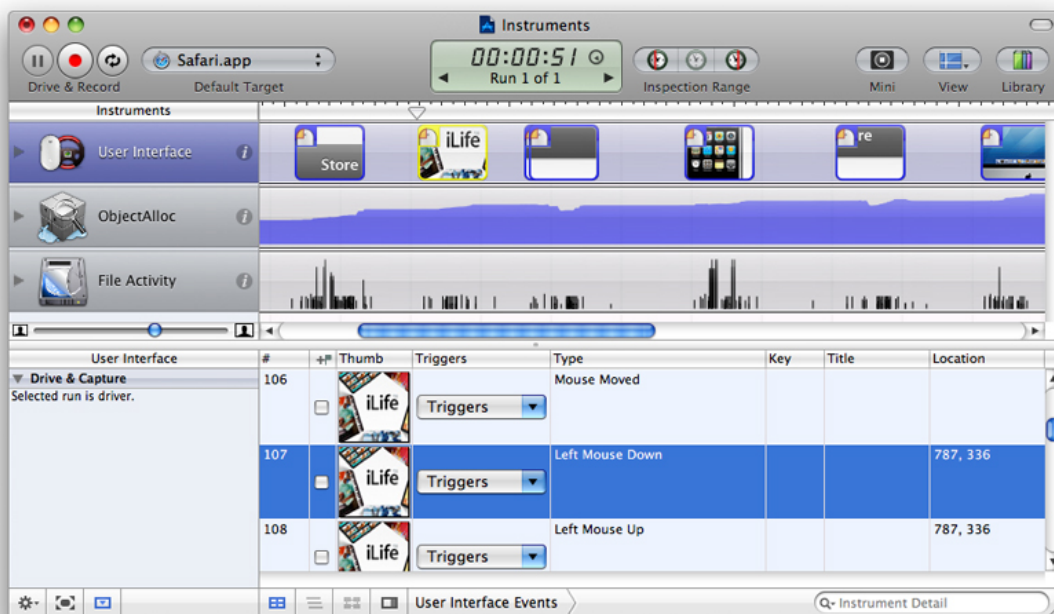 Instruments
Safari.app
00:00:51
Run 1 of 1
Drive & Record
Default Target
Inspection Range
Mini
View
Library
Instruments
User Interface
Store
iLife
re
ObjectAlloc
File Activity
User Interface
# Thumb Triggers Type Key Title Location
Drive & Capture
Selected run is driver.
106 iLife Triggers Mouse Moved
107 iLife Triggers Left Mouse Down 787, 336
108 iLife Triggers Left Mouse Up 787, 336
User Interface Events
Instrument Detail